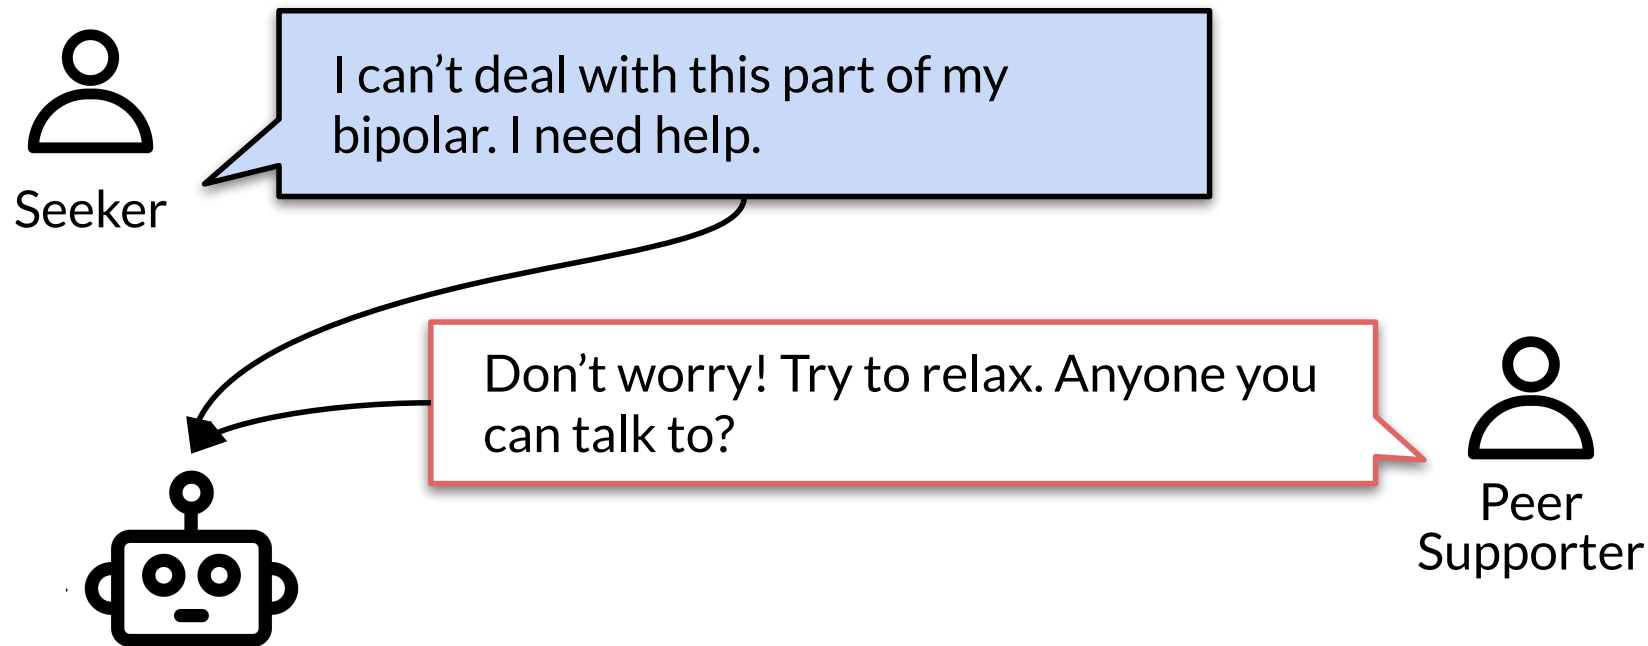 I can’t deal with this part of my
bipolar. I need help.
Seeker
Don’t worry! Try to relax. Anyone you
can talk to?
Peer
Supporter